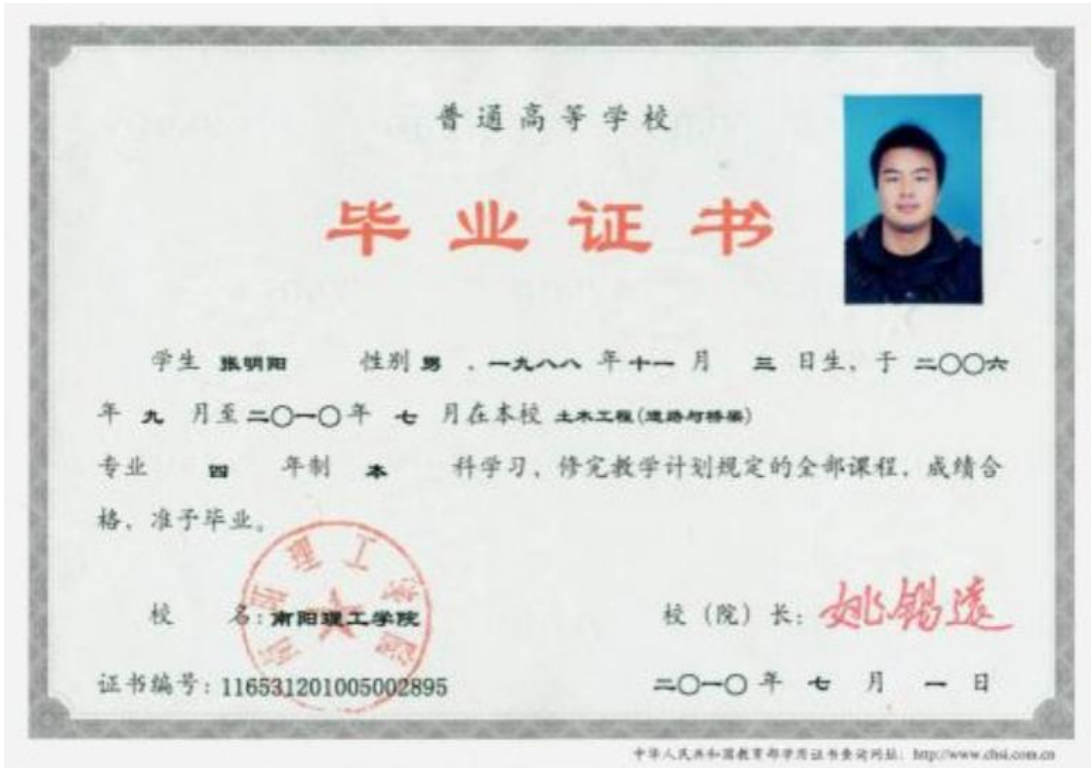 普通高等学校
毕业证书
学生 张明阳 性别 男 ，一九八八 年 十一 月 三 日生，于 二〇〇六
年 九 月至 二〇一〇 年 七 月在本校 土木工程(道路与桥梁)
专业 四 年制 本 科学习，修完教学计划规定的全部课程，成绩合
格，准予毕业。
南阳理工学院
校 名：南阳理工学院 校（院）长：姚锡远
证书编号：116531201005002895 二〇一〇 年 七 月 一 日
中华人民共和国教育部学历证书查询网址：http://www.chsi.com.cn